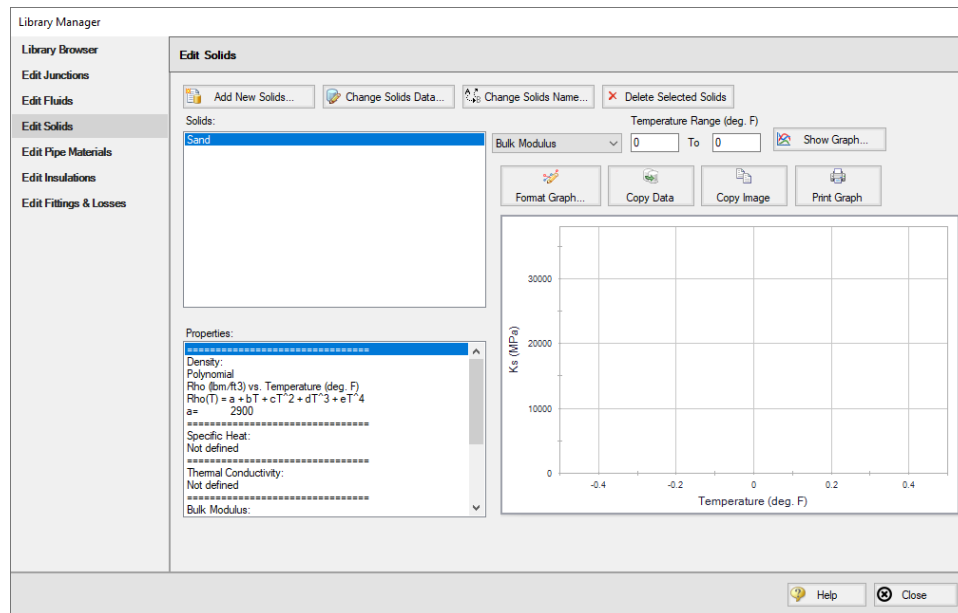 Library Manager
Library Browser
Edit Junctions
Edit Fluids
Edit Solids
Edit Pipe Materials
Edit Insulations
Edit Fittings & Losses
Edit Solids
Add New Solids...
Change Solids Data...
Change Solids Name...
Delete Selected Solids
Solids:
Sand
Temperature Range (deg. F)
Bulk Modulus
0
To
0
Show Graph...
Format Graph...
Copy Data
Copy Image
Print Graph
Properties:
================================
Density:
Polynomial
Rho (lbm/ft3) vs. Temperature (deg. F)
Rho(T) = a + bT + cT^2 + dT^3 + eT^4
a= 2900
================================
Specific Heat:
Not defined
================================
Thermal Conductivity:
Not defined
================================
Bulk Modulus:
Ks (MPa)
30000
20000
10000
0
-0.4
-0.2
0
0.2
0.4
Temperature (deg. F)
Help
Close